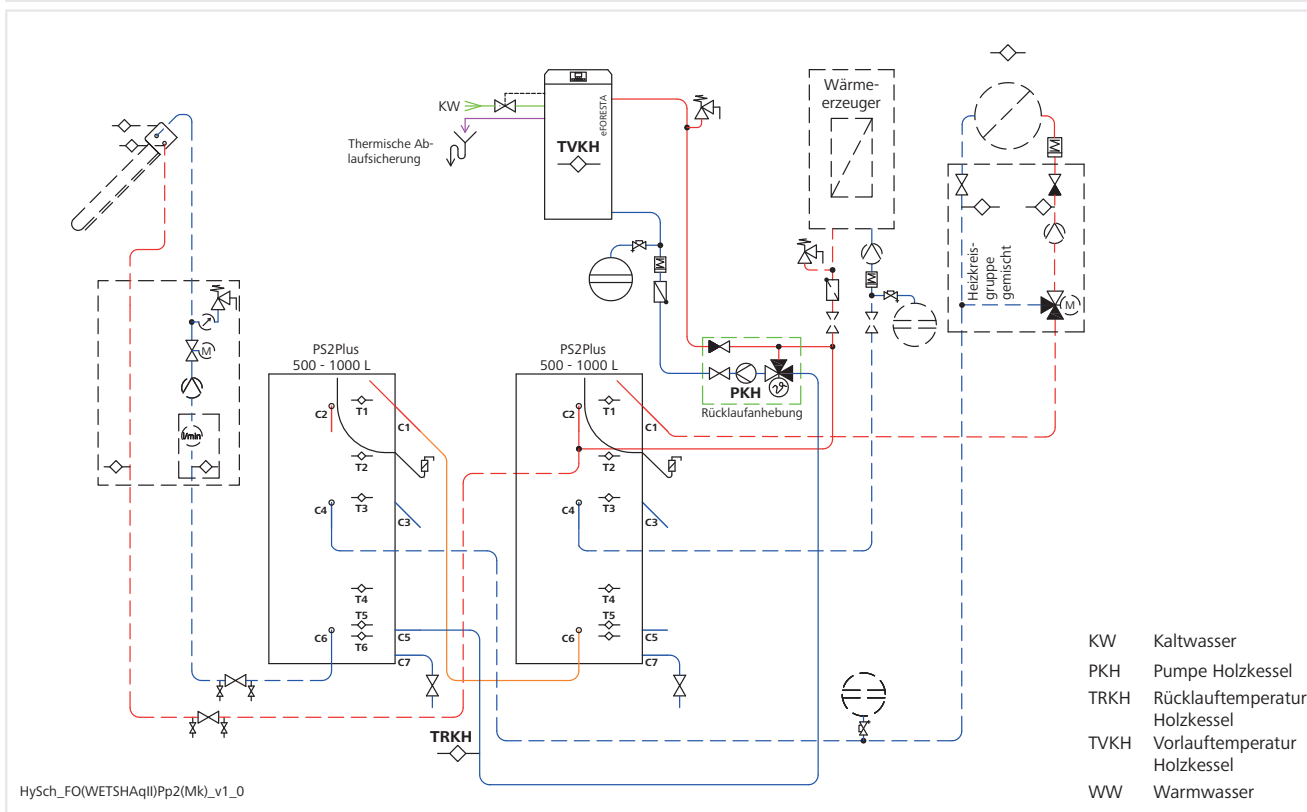 KW
Thermische Ab-
laufsicherung
eFORESTA
TVKH
Wärme-
erzeuger
Heizkreis-
gruppe
gemischt
M
M
l/min
PKH
Rücklaufanhebung
PS2Plus
500 - 1000 L
C2
T1
C1
T2
C4
T3
C3
T4
T5
C6
T6
C5
C7
PS2Plus
500 - 1000 L
C2
T1
C1
T2
C4
T3
C3
T4
T5
C6
C5
C7
TRKH
KW Kaltwasser
PKH Pumpe Holzkessel
TRKH Rücklauftemperatur
Holzkessel
TVKH Vorlauftemperatur
Holzkessel
WW Warmwasser
HySch_FO(WETSHAqII)Pp2(Mk)_v1_0